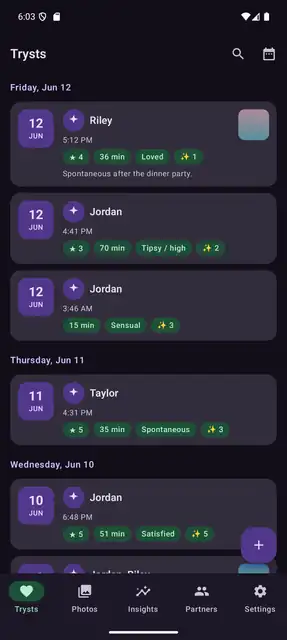 6:03
Trysts
Friday, Jun 12
12
JUN
Riley
5:12 PM
★ 4
36 min
Loved
✨ 1
Spontaneous after the dinner party.
12
JUN
Jordan
4:41 PM
★ 3
70 min
Tipsy / high
✨ 2
12
JUN
Jordan
3:46 AM
15 min
Sensual
✨ 3
Thursday, Jun 11
11
JUN
Taylor
4:31 PM
★ 5
35 min
Spontaneous
✨ 3
Wednesday, Jun 10
10
JUN
Jordan
6:48 PM
★ 5
51 min
Satisfied
✨ 5
Jordan, Riley
Trysts
Photos
Insights
Partners
Settings